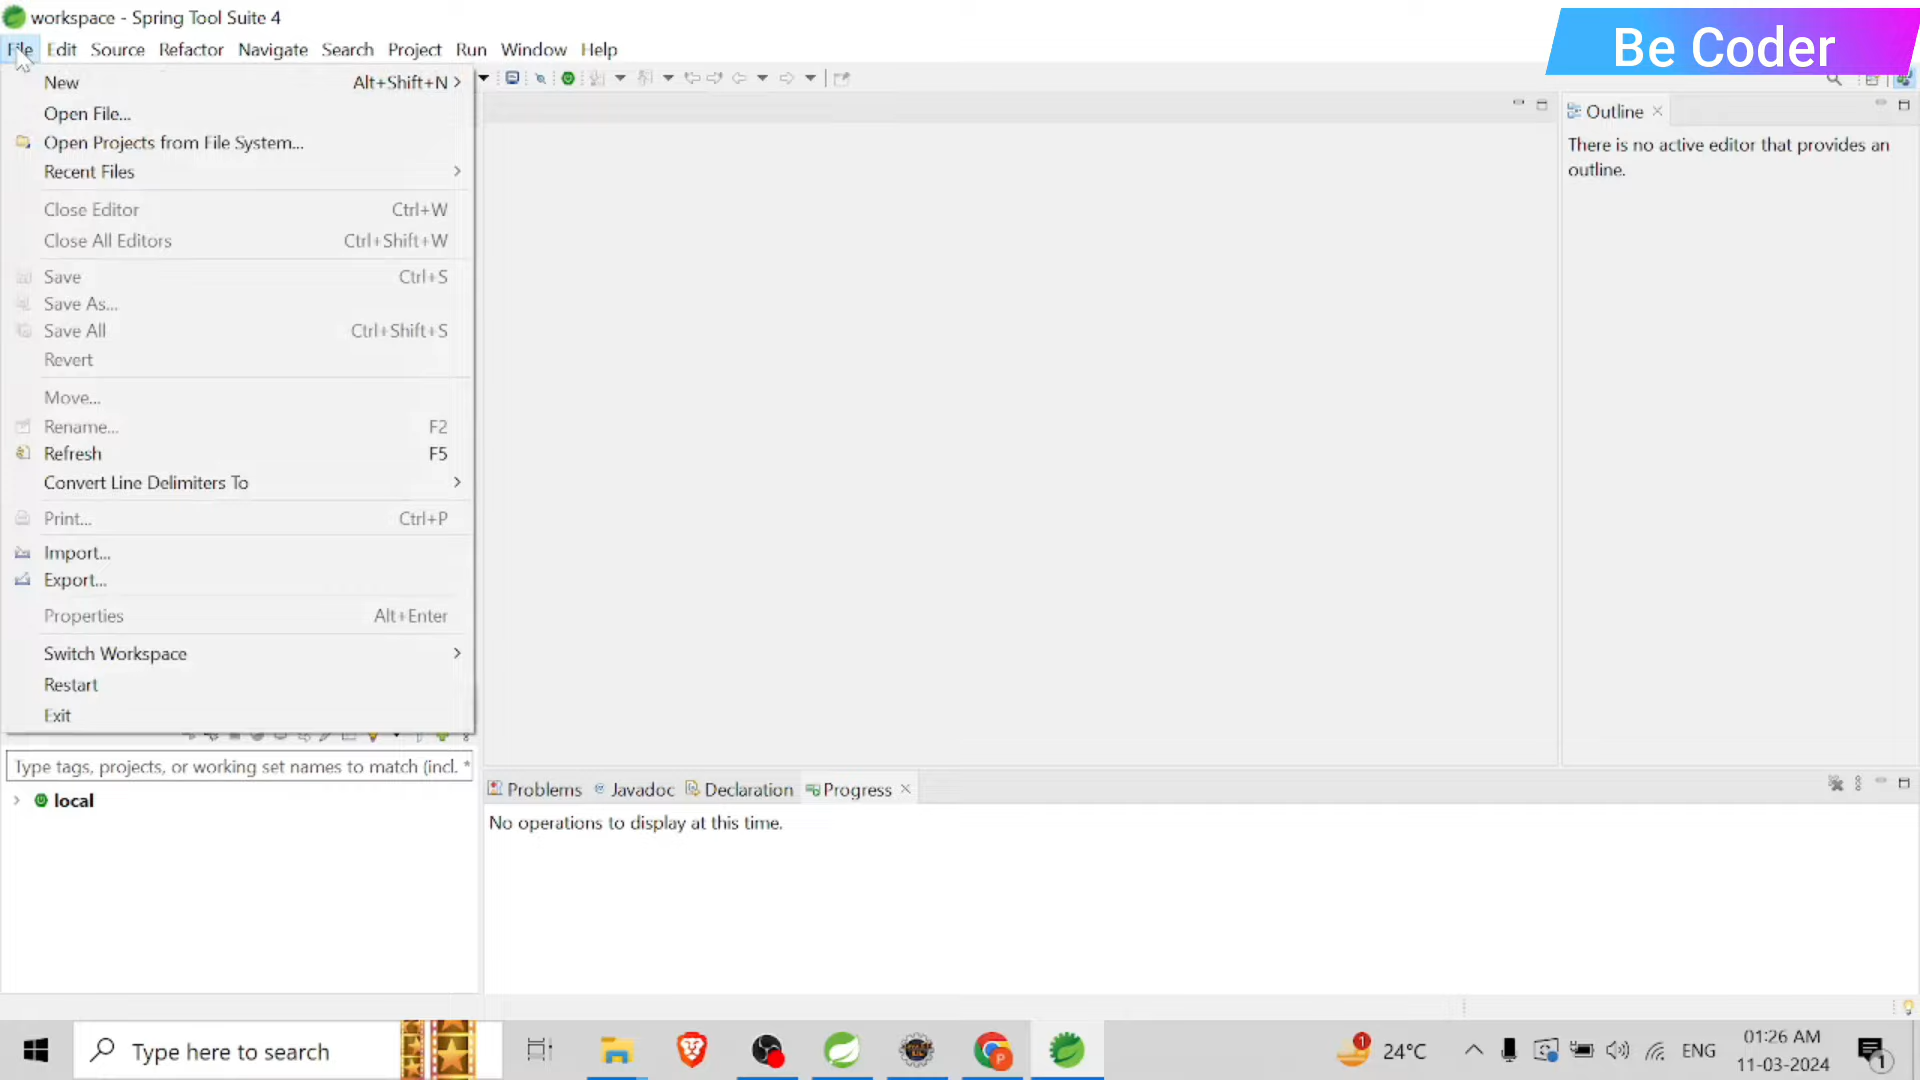 workspace - Spring Tool Suite 4
Be Coder
File Edit Source Refactor Navigate Search Project Run Window Help
New Alt+Shift+N
Open File...
Open Projects from File System...
Recent Files
Close Editor Ctrl+W
Close All Editors Ctrl+Shift+W
Save Ctrl+S
Save As...
Save All Ctrl+Shift+S
Revert
Move...
Rename... F2
Refresh F5
Convert Line Delimiters To
Print... Ctrl+P
Import...
Export...
Properties Alt+Enter
Switch Workspace
Restart
Exit
Outline
There is no active editor that provides an
outline.
Type tags, projects, or working set names to match (incl. *
local
Problems Javadoc Declaration Progress
No operations to display at this time.
Type here to search
1
24°C
ENG
01:26 AM
11-03-2024
1